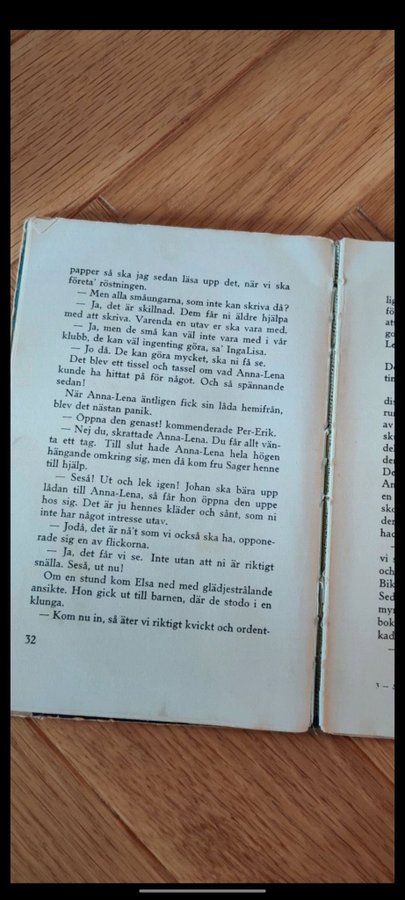 papper så ska jag sedan läsa upp det, när vi ska
företa' röstningen.
— Men alla småungarna, som inte kan skriva då?
— Ja, det är skillnad. Dem får ni äldre hjälpa
med att skriva. Varenda en utav er ska vara med.
— Ja, men de små kan väl inte vara med i vår
klubb, de kan väl ingenting göra, sa' IngaLisa.
— Jo då. De kan göra mycket, ska ni få se.
Det blev ett tissel och tassel om vad Anna-Lena
kunde ha hittat på för något. Och så spännande
sedan!
När Anna-Lena äntligen fick sin låda hemifrån,
blev det nästan panik.
— Öppna den genast! kommenderade Per-Erik.
— Nej du, skrattade Anna-Lena. Du får allt vän-
ta ett tag. Till slut hade Anna-Lena hela högen
hängande omkring sig, men då kom fru Sager henne
till hjälp.
— Seså! Ut och lek igen! Johan ska bära upp
lådan till Anna-Lena, så får hon öppna den uppe
hos sig. Det är ju hennes kläder och sånt, som ni
inte har något intresse utav.
— Jodå, det är nå't som vi också ska ha, oppone-
rade sig en av flickorna.
— Ja, det får vi se. Inte utan att ni är riktigt
snälla. Seså, ut nu!
Om en stund kom Elsa ned med glädjestrålande
ansikte. Hon gick ut till barnen, där de stodo i en
klunga.
— Kom nu in, så äter vi riktigt kvickt och ordent-
32
3 —